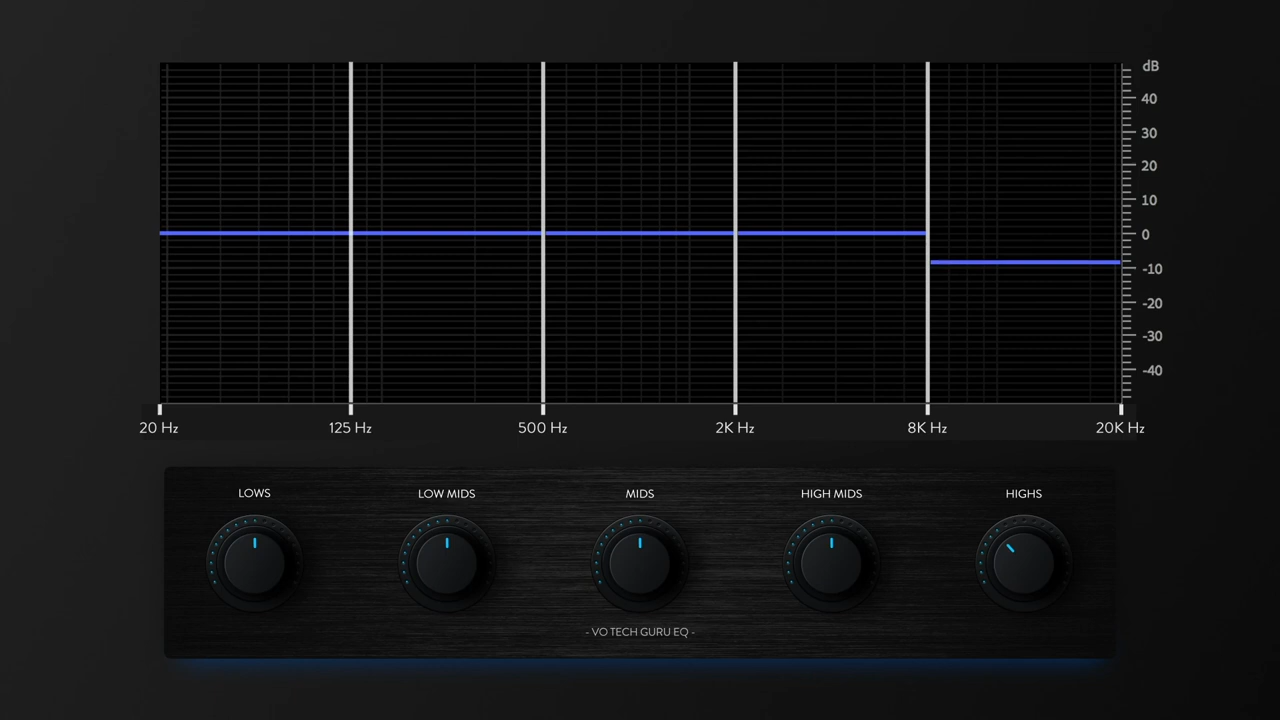 dB
40
30
20
10
0
-10
-20
-30
-40
20 Hz 125 Hz 500 Hz 2K Hz 8K Hz 20K Hz
LOWS LOW MIDS MIDS HIGH MIDS HIGHS
- VO TECH GURU EQ -